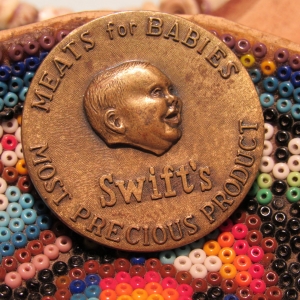 MEATS for BABIES
Swift's
MOST PRECIOUS PRODUCT